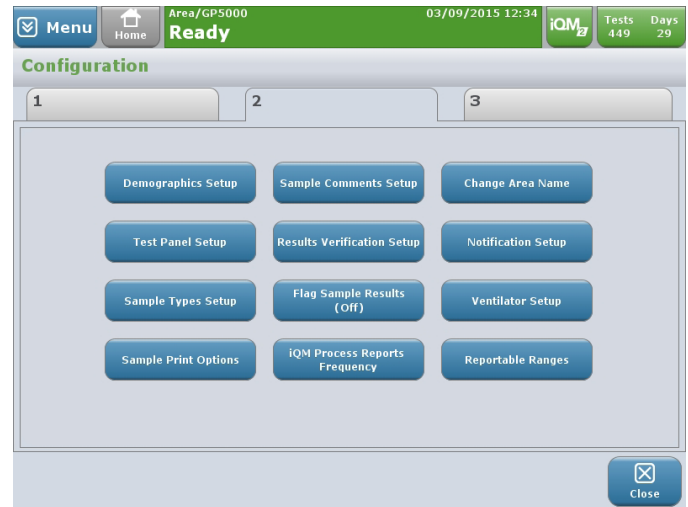 Menu
Home
Area/GP5000
03/09/2015 12:34
Ready
iQM2
Tests Days
449 29
Configuration
1 2 3
Demographics Setup
Sample Comments Setup
Change Area Name
Test Panel Setup
Results Verification Setup
Notification Setup
Sample Types Setup
Flag Sample Results
(Off)
Ventilator Setup
Sample Print Options
iQM Process Reports
Frequency
Reportable Ranges
Close